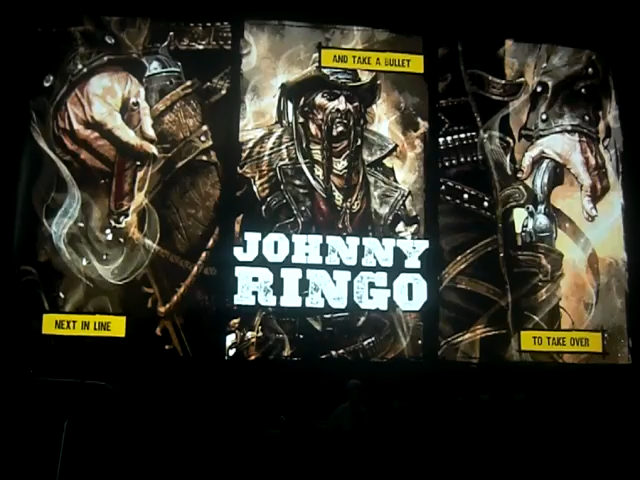 AND TAKE A BULLET
JOHNNY
RINGO
NEXT IN LINE
TO TAKE OVER